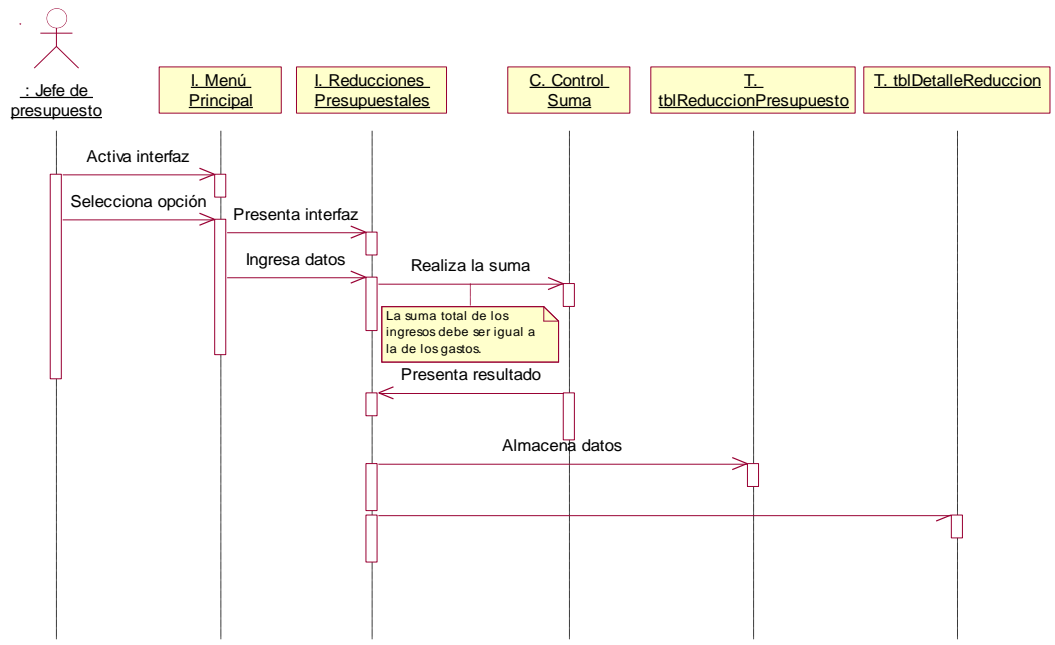 : Jefe de
presupuesto
I. Menú
Principal
I. Reducciones
Presupuestales
C. Control
Suma
T.
tblReduccionPresupuesto
T. tblDetalleReduccion
Activa interfaz
Selecciona opción
Presenta interfaz
Ingresa datos
Realiza la suma
La suma total de los
ingresos debe ser igual a
la de los gastos.
Presenta resultado
Almacena datos